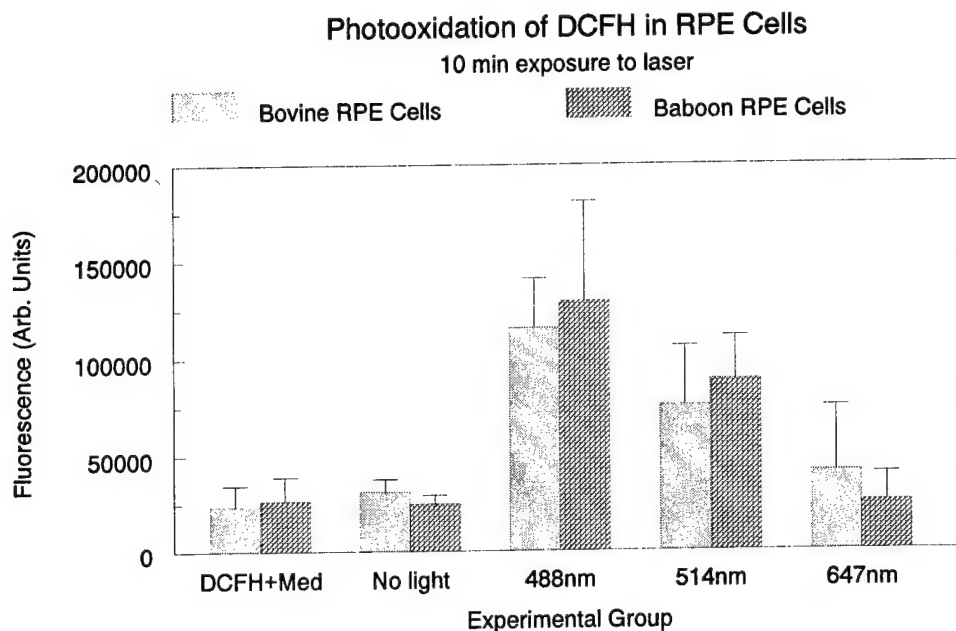 Photooxidation of DCFH in RPE Cells
10 min exposure to laser
Bovine RPE Cells
Baboon RPE Cells
Fluorescence (Arb. Units)
200000
150000
100000
50000
0
DCFH+Med
No light
488nm
514nm
647nm
Experimental Group